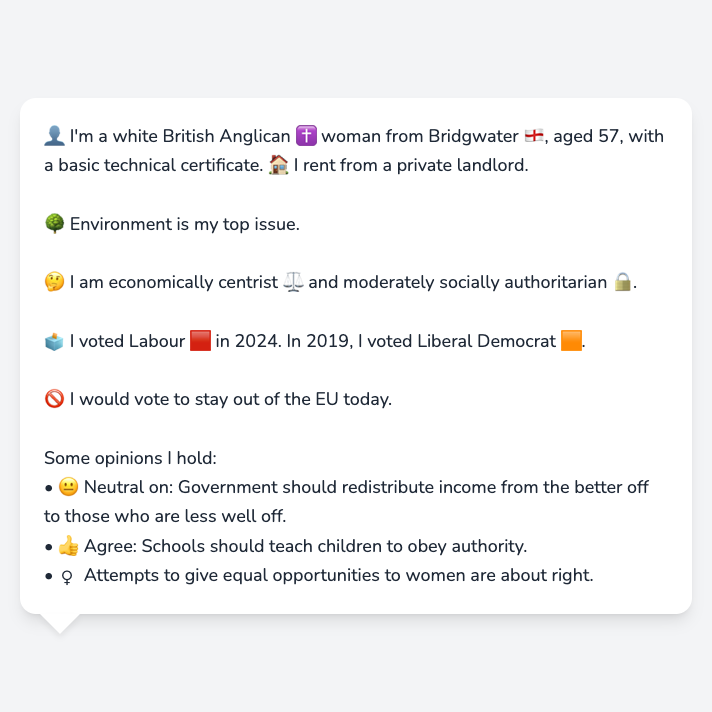 👤 I'm a white British Anglican ✝️ woman from Bridgwater 🏴󠁧󠁢󠁥󠁮󠁧󠁿, aged 57, with
a basic technical certificate. 🏠 I rent from a private landlord.
🌳 Environment is my top issue.
🤔 I am economically centrist ⚖️ and moderately socially authoritarian 🔒.
🗳️ I voted Labour 🟥 in 2024. In 2019, I voted Liberal Democrat 🟧.
🚫 I would vote to stay out of the EU today.
Some opinions I hold:
• 😐 Neutral on: Government should redistribute income from the better off
to those who are less well off.
• 👍 Agree: Schools should teach children to obey authority.
• ♀ Attempts to give equal opportunities to women are about right.